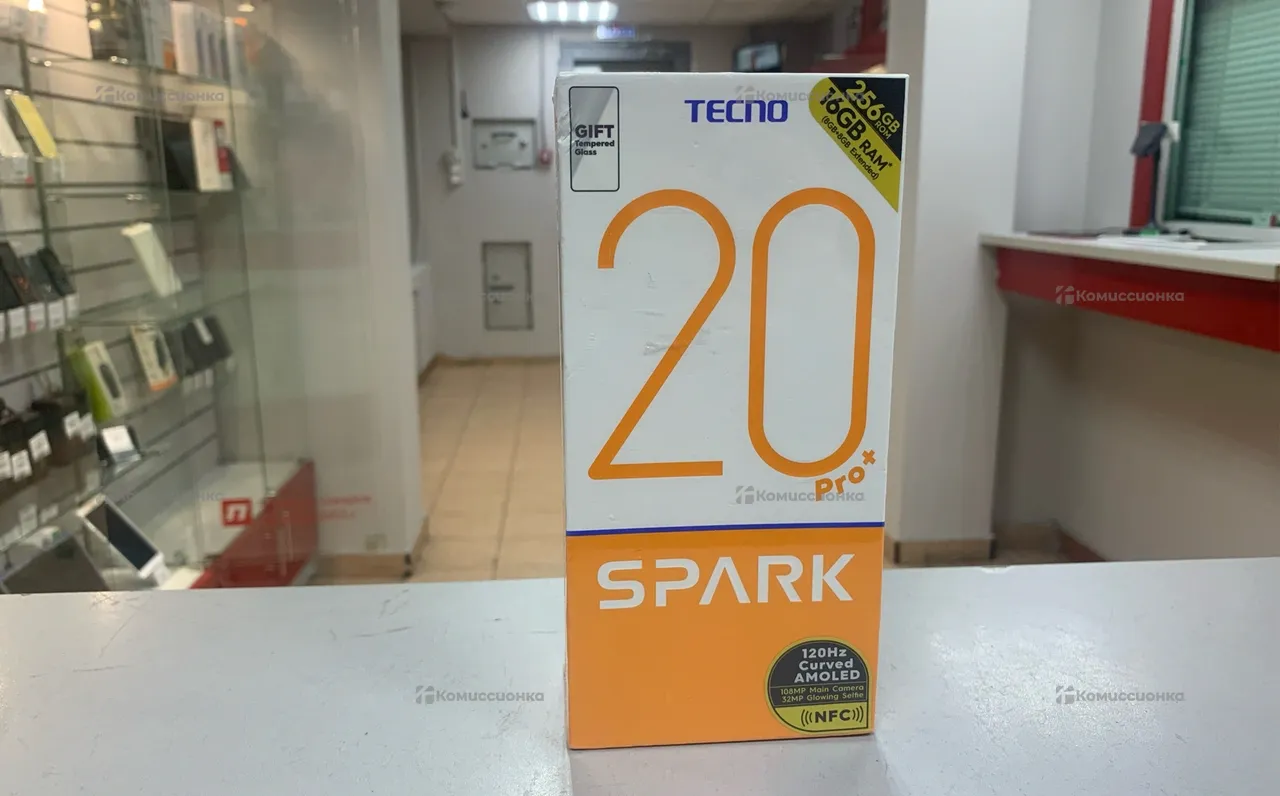 Комиссионка
Комиссионка
TECNO
GIFT
Tempered
Glass
256GB
ROM
16GB RAM*
(8GB+8GB Extended)
20
Pro+
Комиссионка
Комиссионка
SPARK
120Hz
Curved
AMOLED
108MP Main Camera
32MP Glowing Selfie
NFC
Комиссионка
Комиссионка